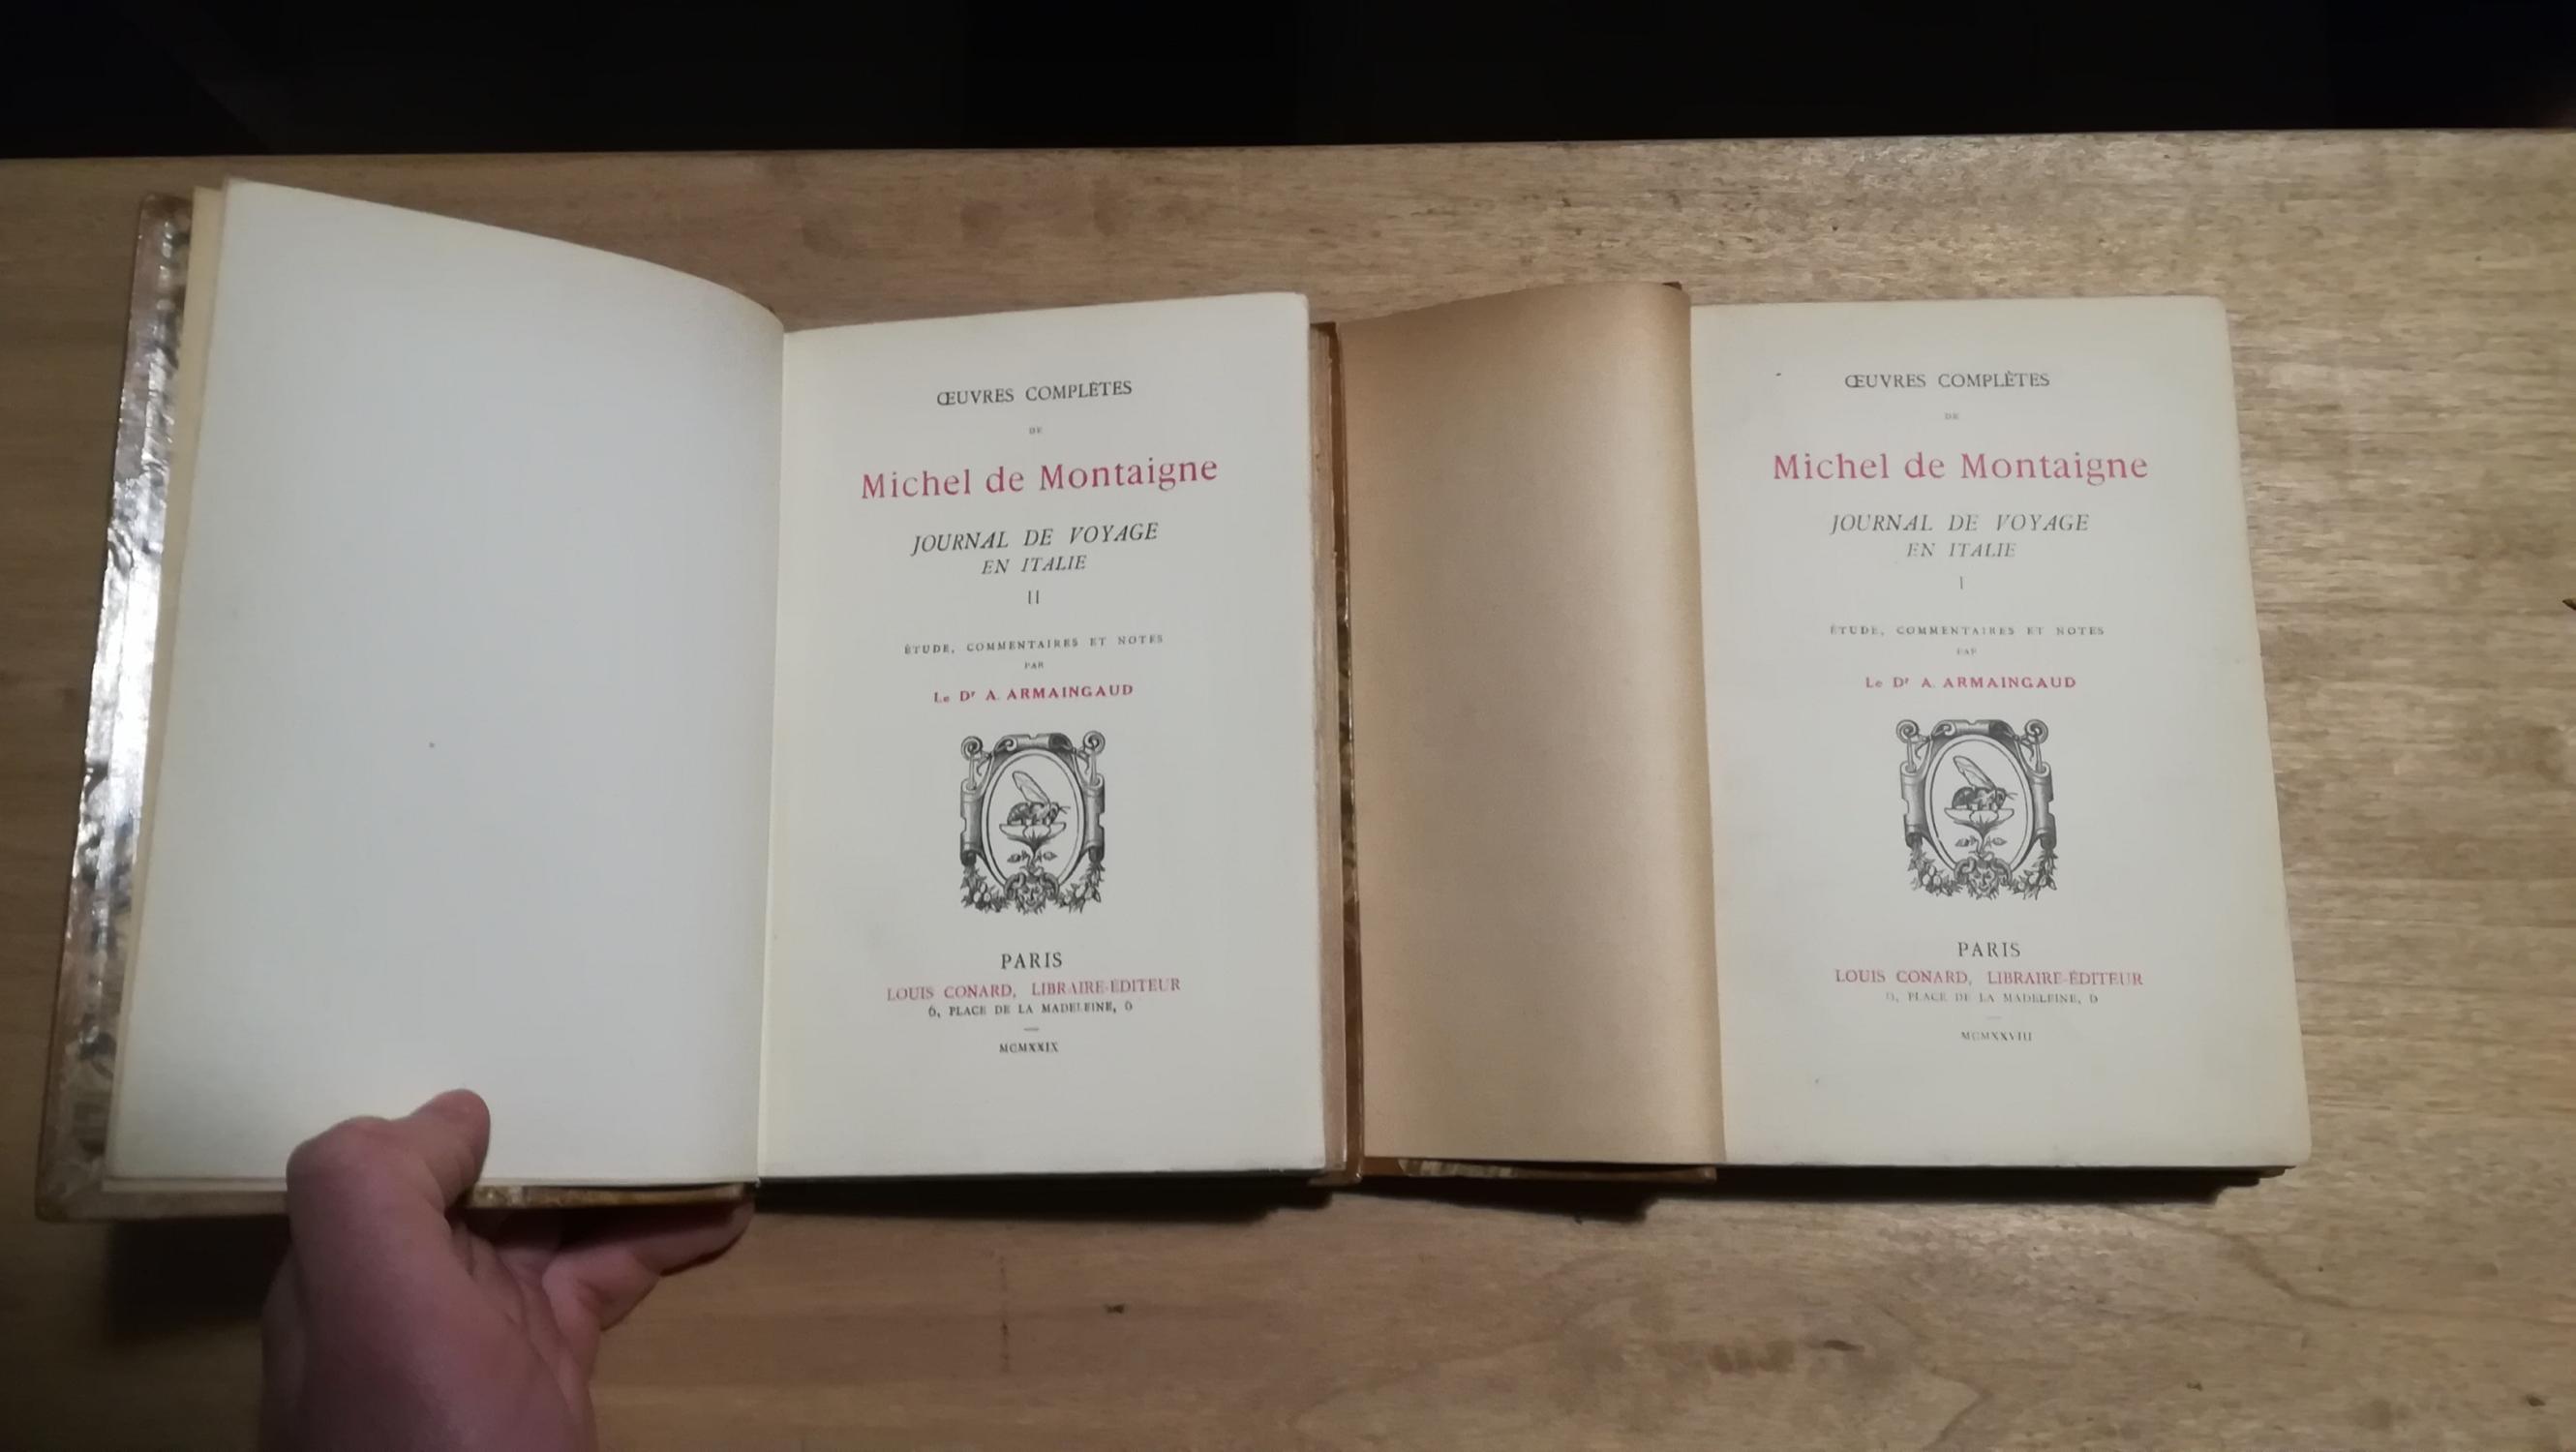 ŒUVRES COMPLÈTES
DE
Michel de Montaigne
JOURNAL DE VOYAGE
EN ITALIE
II
ÉTUDE, COMMENTAIRES ET NOTES
PAR
Le Dr A. ARMAINGAUD
PARIS
LOUIS CONARD, LIBRAIRE-ÉDITEUR
6, PLACE DE LA MADELEINE, 6
MCMXXIX
ŒUVRES COMPLÈTES
DE
Michel de Montaigne
JOURNAL DE VOYAGE
EN ITALIE
I
ÉTUDE, COMMENTAIRES ET NOTES
PAR
Le Dr A. ARMAINGAUD
PARIS
LOUIS CONARD, LIBRAIRE-ÉDITEUR
6, PLACE DE LA MADELEINE, 6
MCMXXVIII